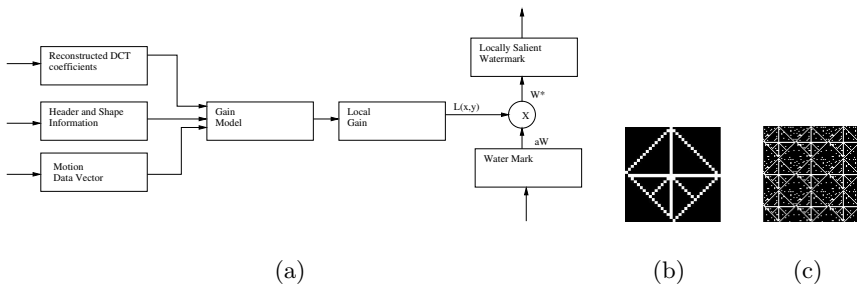 Reconstructed DCT
coefficients
Header and Shape
Information
Motion
Data Vector
Gain
Model
Local
Gain
L(x,y)
Locally Salient
Watermark
W*
X
aW
Water Mark
(a)
(b)
(c)